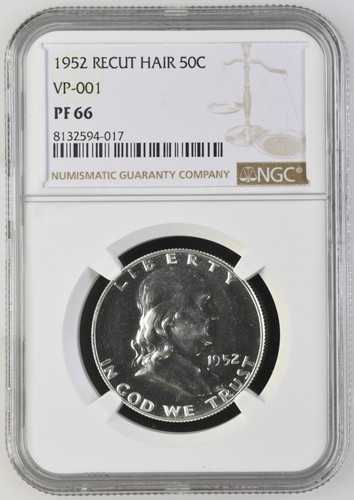 1952 RECUT HAIR 50C
VP-001
PF 66
8132594-017
NUMISMATIC GUARANTY COMPANY
NGC®
LIBERTY
1952
IN GOD WE TRUST